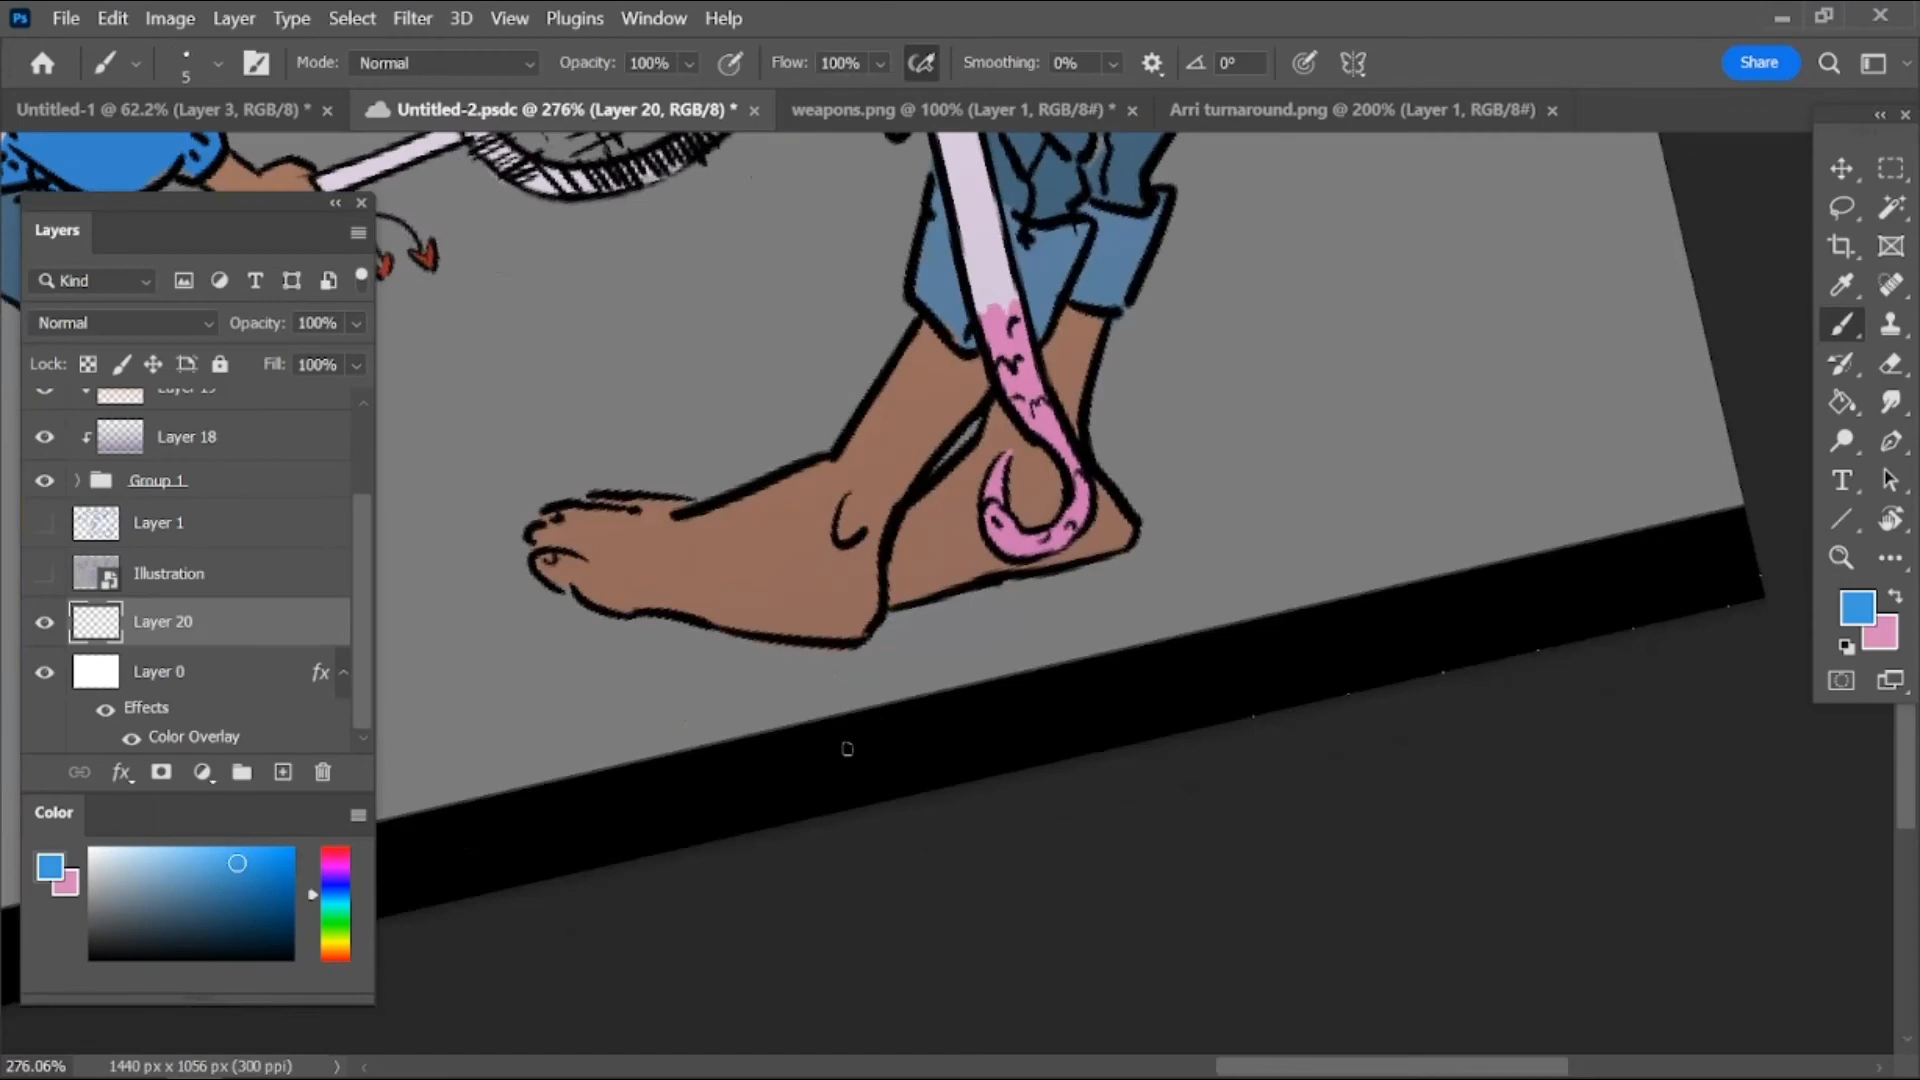 Ps File Edit Image Layer Type Select Filter 3D View Plugins Window Help
5 Mode: Normal Opacity: 100% Flow: 100% Smoothing: 0% 0° Share
Untitled-1 @ 62.2% (Layer 3, RGB/8) * Untitled-2.psdc @ 276% (Layer 20, RGB/8) * weapons.png @ 100% (Layer 1, RGB/8#) * Arri turnaround.png @ 200% (Layer 1, RGB/8#)
Layers
Kind
Normal Opacity: 100%
Lock: Fill: 100%
Layer 19
Layer 18
Group 1
Layer 1
Illustration
Layer 20
Layer 0 fx
Effects
Color Overlay
fx
Color
276.06% 1440 px x 1056 px (300 ppi)